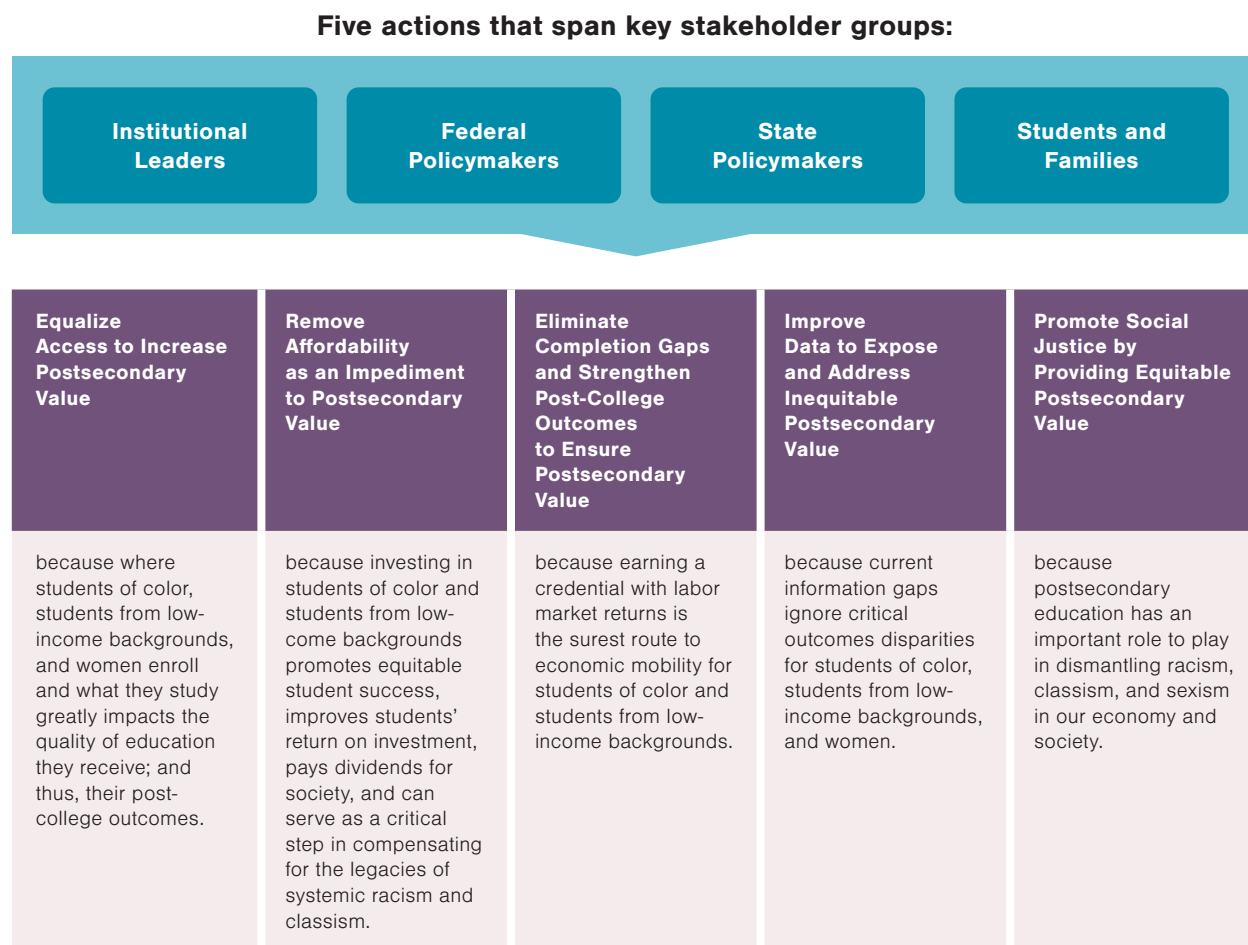 Five actions that span key stakeholder groups:
Institutional
Leaders
Federal
Policymakers
State
Policymakers
Students and
Families
Equalize
Access to Increase
Postsecondary
Value
because where
students of color,
students from low-
income backgrounds,
and women enroll
and what they study
greatly impacts the
quality of education
they receive; and
thus, their post-
college outcomes.
Remove
Affordability
as an Impediment
to Postsecondary
Value
because investing in
students of color and
students from low-
come backgrounds
promotes equitable
student success,
improves students’
return on investment,
pays dividends for
society, and can
serve as a critical
step in compensating
for the legacies of
systemic racism and
classism.
Eliminate
Completion Gaps
and Strengthen
Post-College
Outcomes
to Ensure
Postsecondary
Value
because earning a
credential with labor
market returns is
the surest route to
economic mobility for
students of color and
students from low-
income backgrounds.
Improve
Data to Expose
and Address
Inequitable
Postsecondary
Value
because current
information gaps
ignore critical
outcomes disparities
for students of color,
students from low-
income backgrounds,
and women.
Promote Social
Justice by
Providing Equitable
Postsecondary
Value
because
postsecondary
education has an
important role to play
in dismantling racism,
classism, and sexism
in our economy and
society.